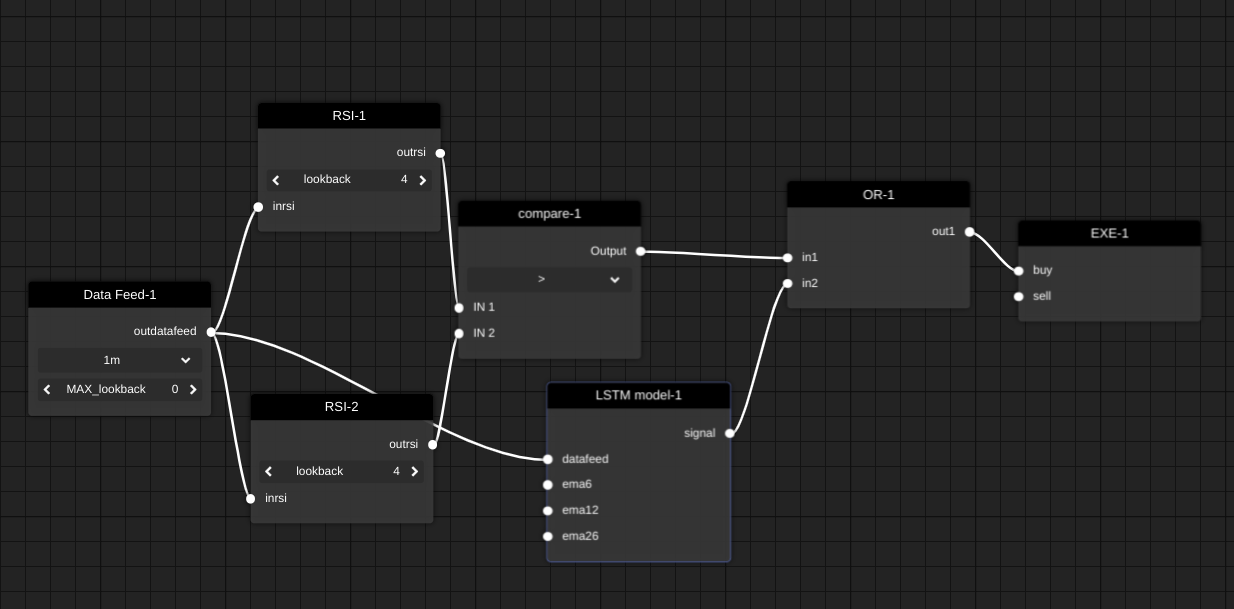 RSI-1
outrsi
lookback 4
inrsi
Data Feed-1
outdatafeed
1m
MAX_lookback 0
RSI-2
outrsi
lookback 4
inrsi
compare-1
Output
>
IN 1
IN 2
LSTM model-1
signal
datafeed
ema6
ema12
ema26
OR-1
out1
in1
in2
EXE-1
buy
sell